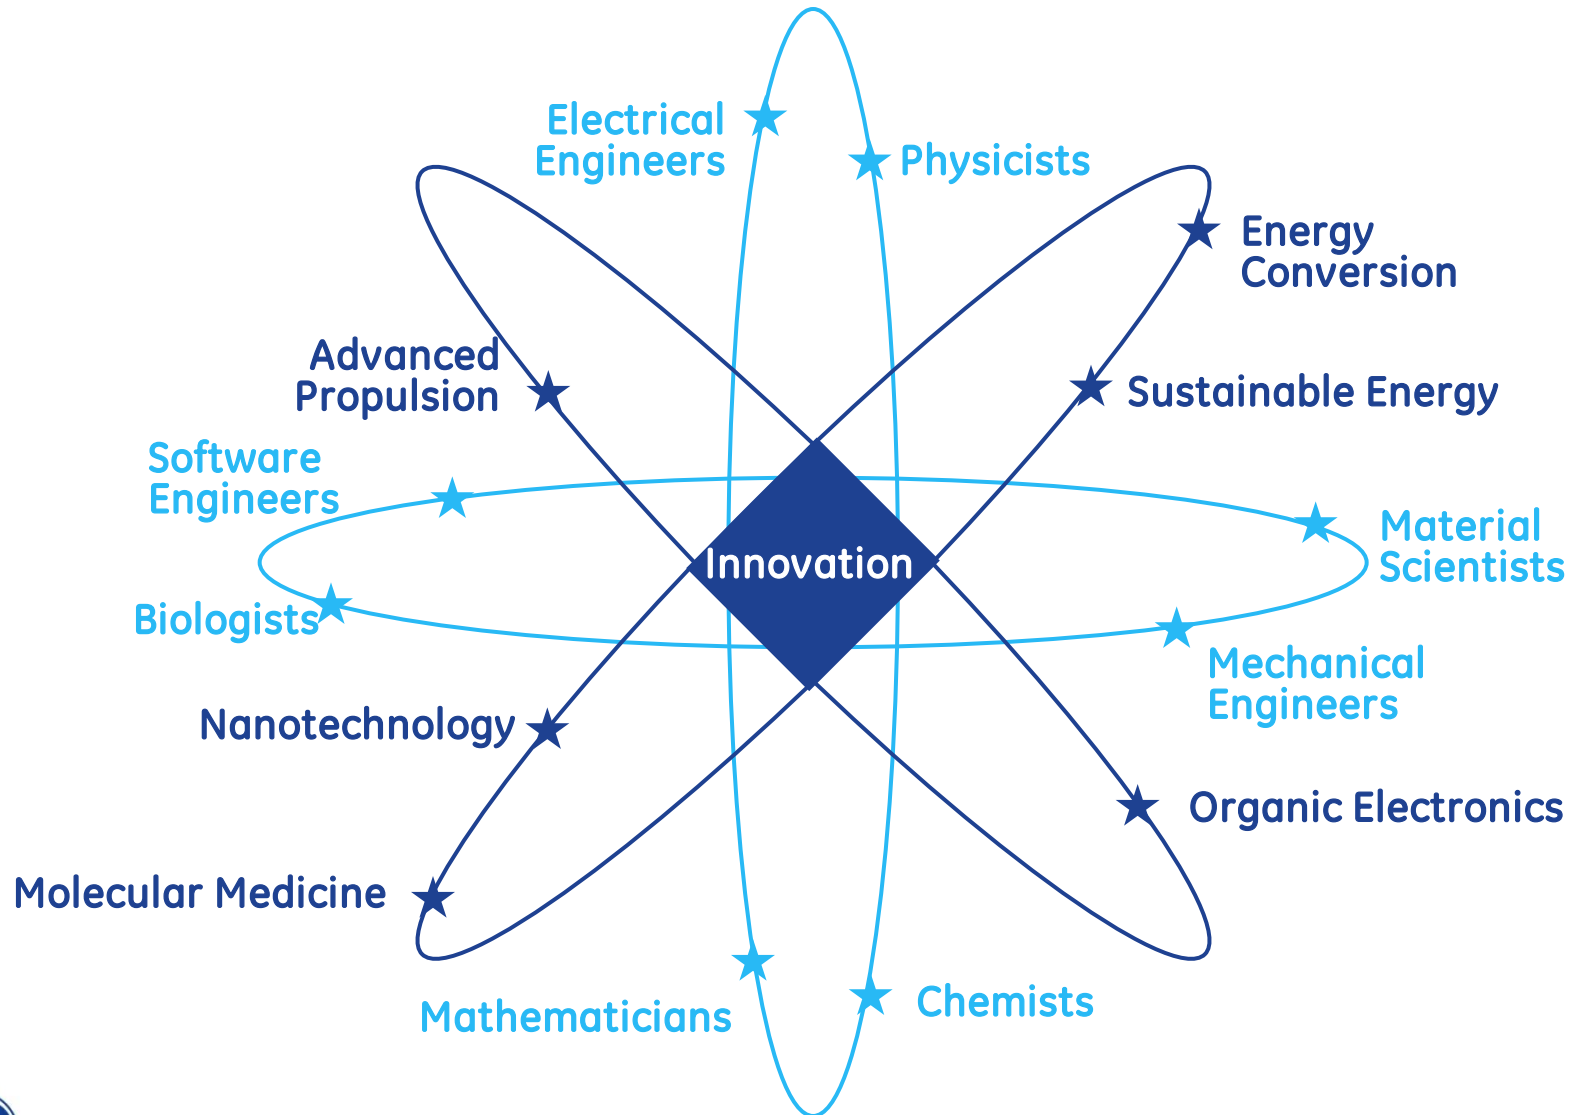 Electrical
Engineers
Physicists
Energy
Conversion
Advanced
Propulsion
Sustainable Energy
Software
Engineers
Material
Scientists
Innovation
Biologists
Mechanical
Engineers
Nanotechnology
Organic Electronics
Molecular Medicine
Mathematicians
Chemists